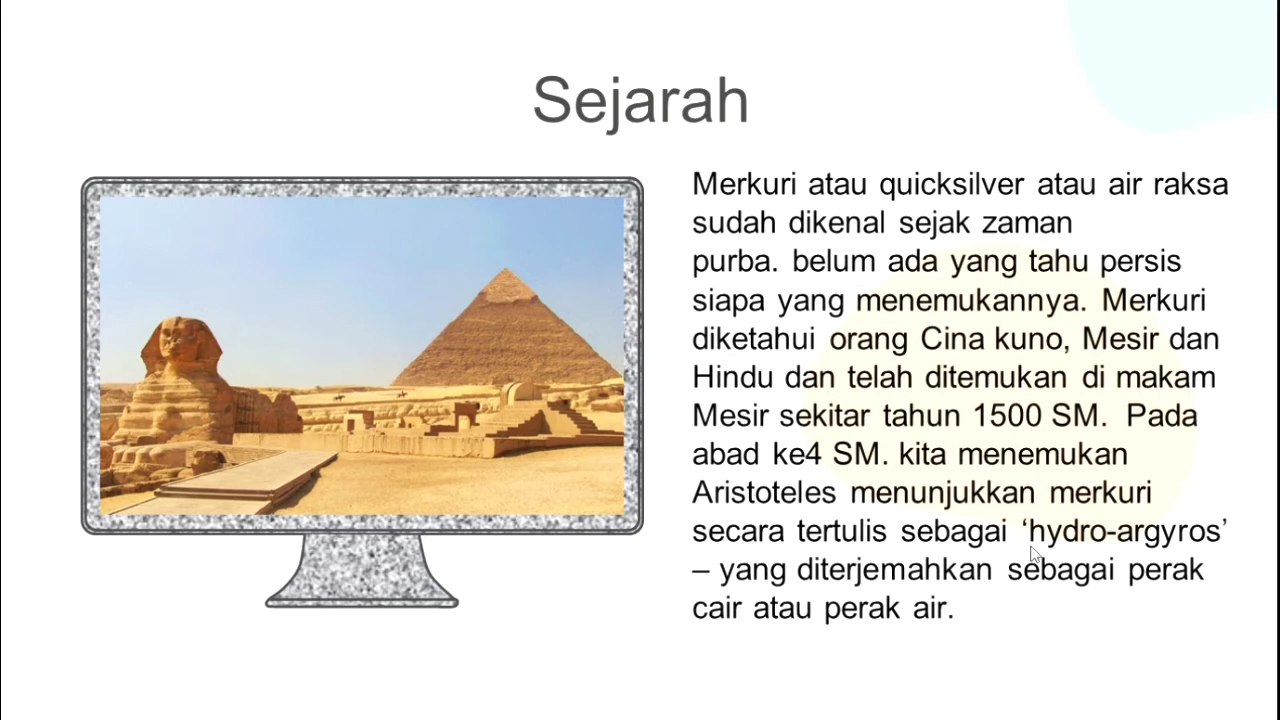 Sejarah
Merkuri atau quicksilver atau air raksa
sudah dikenal sejak zaman
purba. belum ada yang tahu persis
siapa yang menemukannya. Merkuri
diketahui orang Cina kuno, Mesir dan
Hindu dan telah ditemukan di makam
Mesir sekitar tahun 1500 SM. Pada
abad ke4 SM. kita menemukan
Aristoteles menunjukkan merkuri
secara tertulis sebagai ‘hydro-argyros’
– yang diterjemahkan sebagai perak
cair atau perak air.